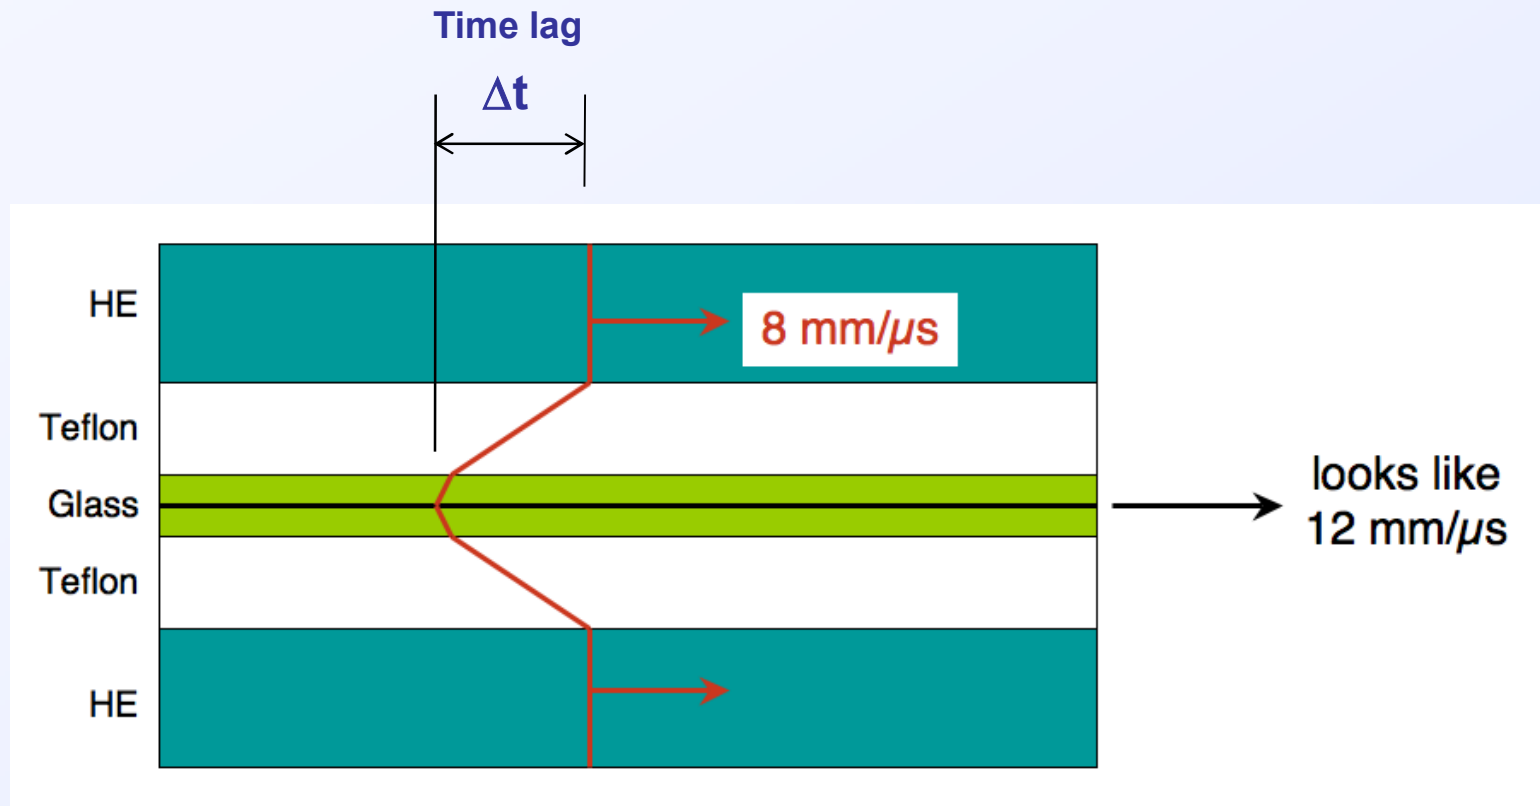 Time lag
Δt
HE
8 mm/μs
Teflon
Glass
looks like
12 mm/μs
Teflon
HE